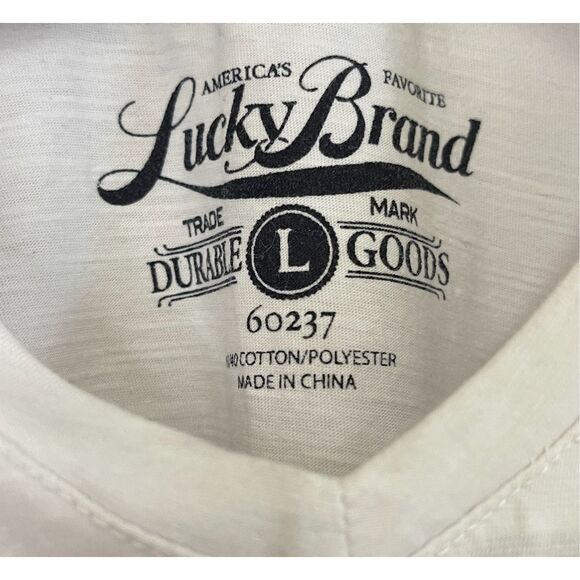 AMERICA'S FAVORITE
Lucky Brand
TRADE MARK
DURABLE L GOODS
60237
COTTON/POLYESTER
MADE IN CHINA